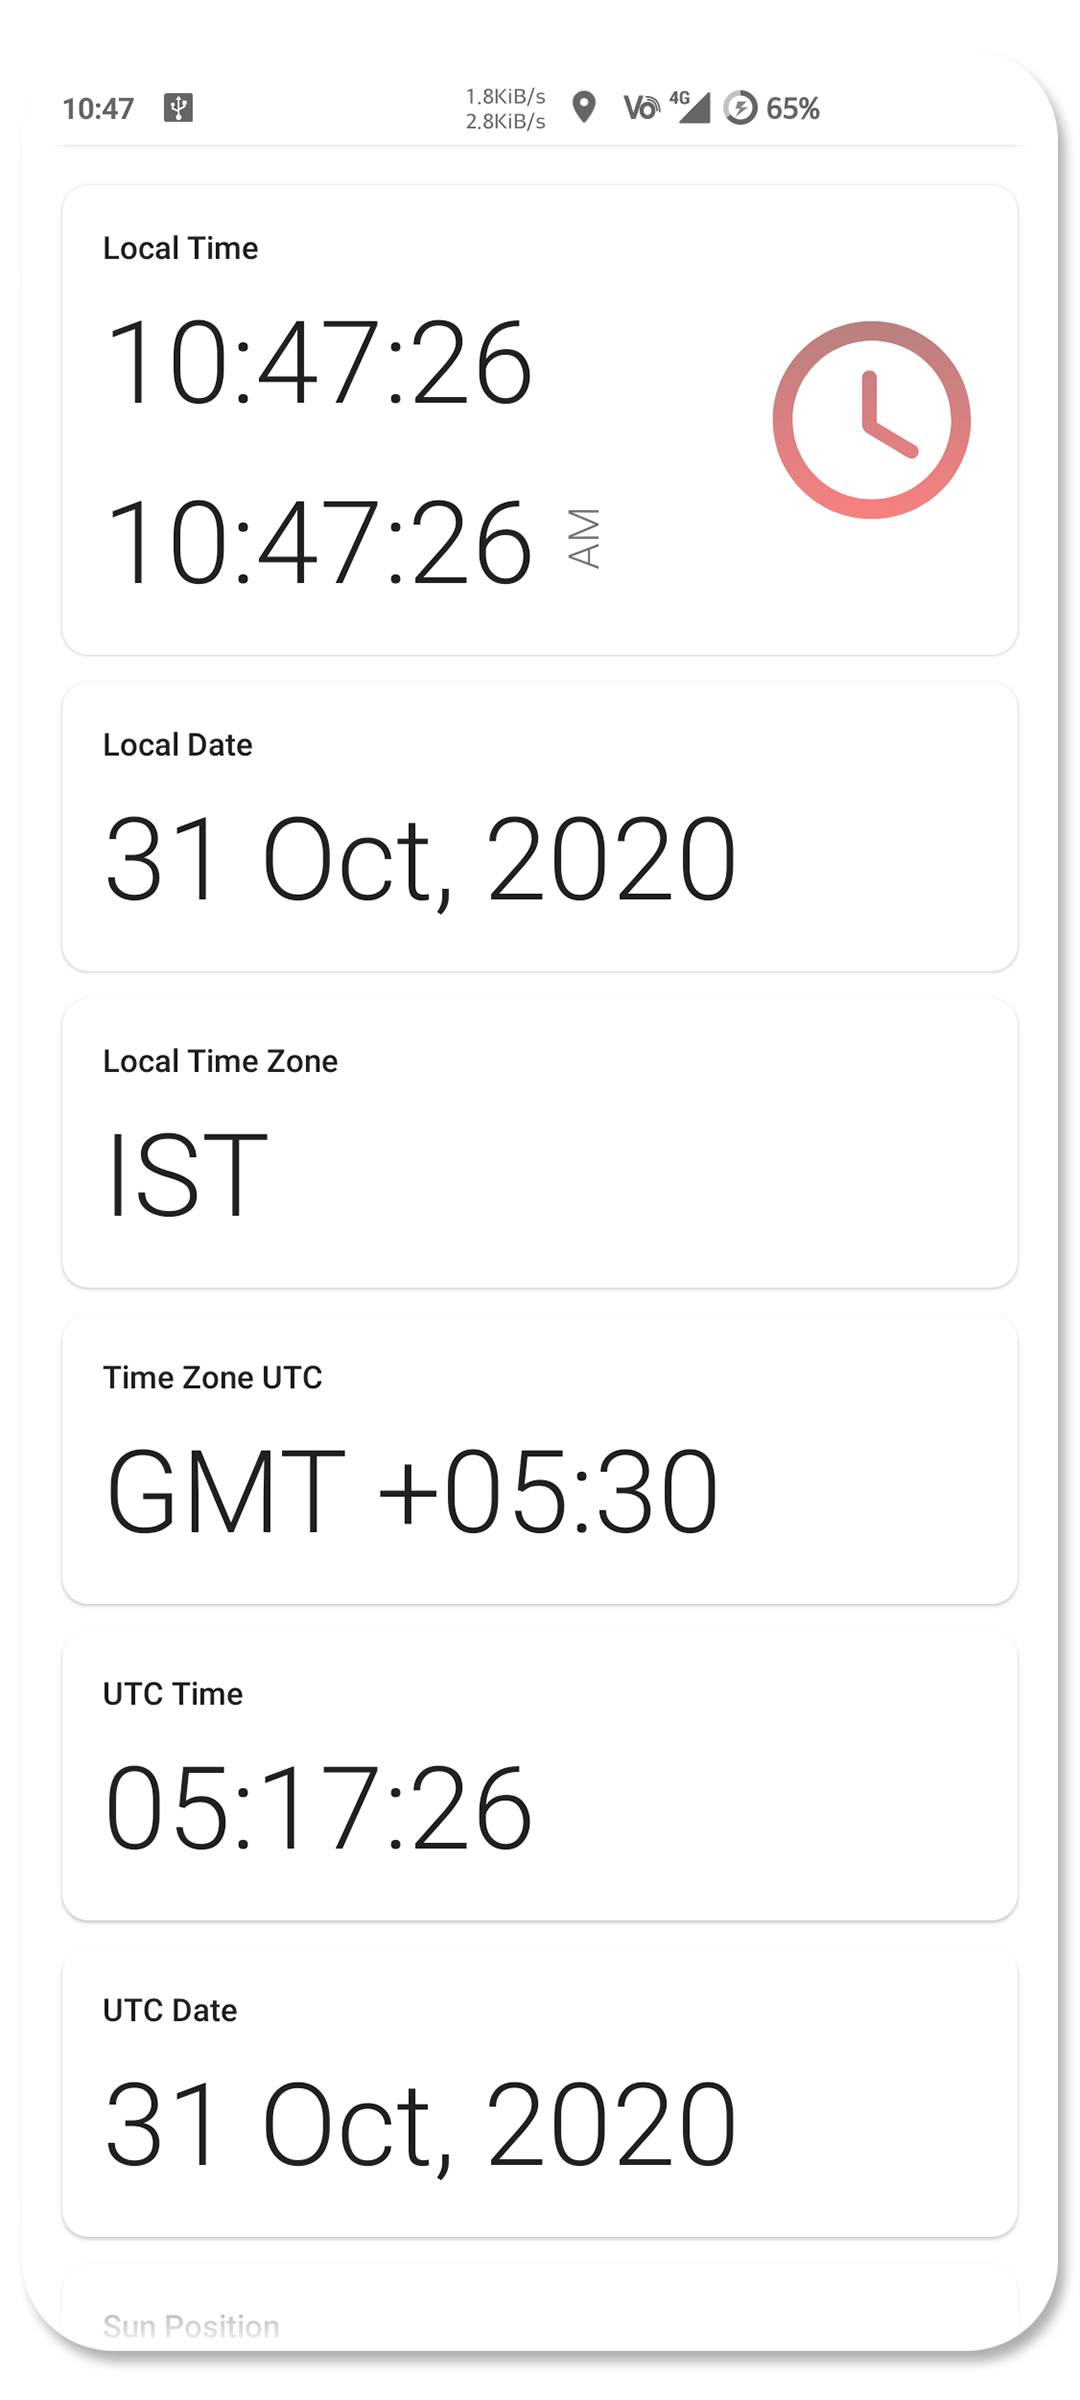 10:47
1.8KiB/s
2.8KiB/s
Vo 4G 65%
Local Time
10:47:26
10:47:26 AM
Local Date
31 Oct, 2020
Local Time Zone
IST
Time Zone UTC
GMT +05:30
UTC Time
05:17:26
UTC Date
31 Oct, 2020
Sun Position